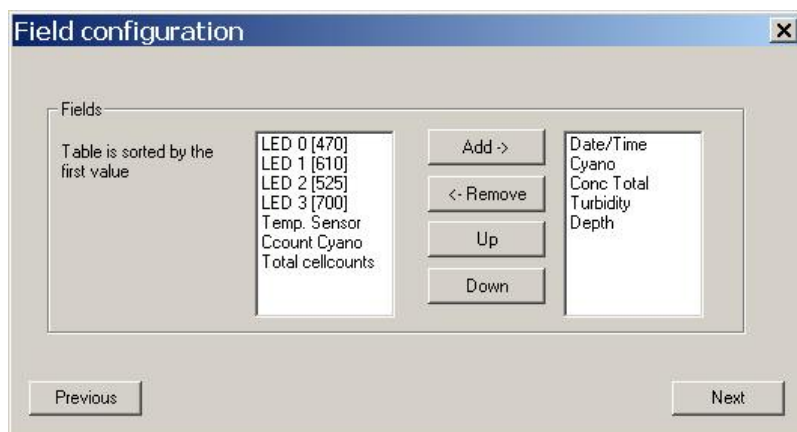 Field configuration
Fields
Table is sorted by the
first value
LED 0 [470]
LED 1 [610]
LED 2 [525]
LED 3 [700]
Temp. Sensor
Ccount Cyano
Total cellcounts
Add ->
<- Remove
Up
Down
Date/Time
Cyano
Conc Total
Turbidity
Depth
Previous
Next